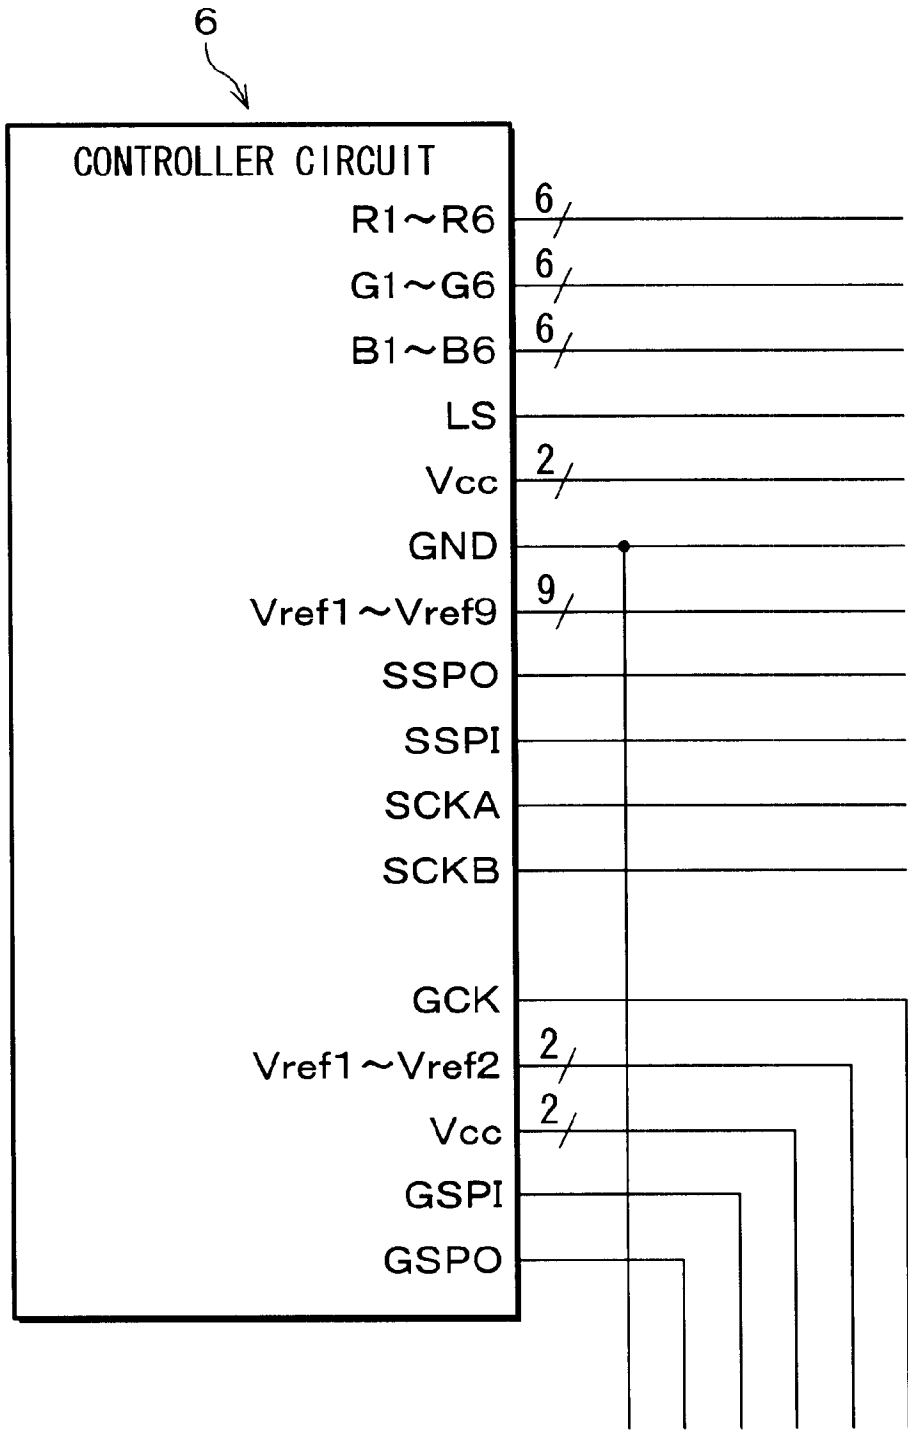 6
CONTROLLER CIRCUIT
R1~R6 6
G1~G6 6
B1~B6 6
LS
Vcc 2
GND
Vref1~Vref9 9
SSPO
SSPI
SCKA
SCKB
GCK
Vref1~Vref2 2
Vcc 2
GSPI
GSPO